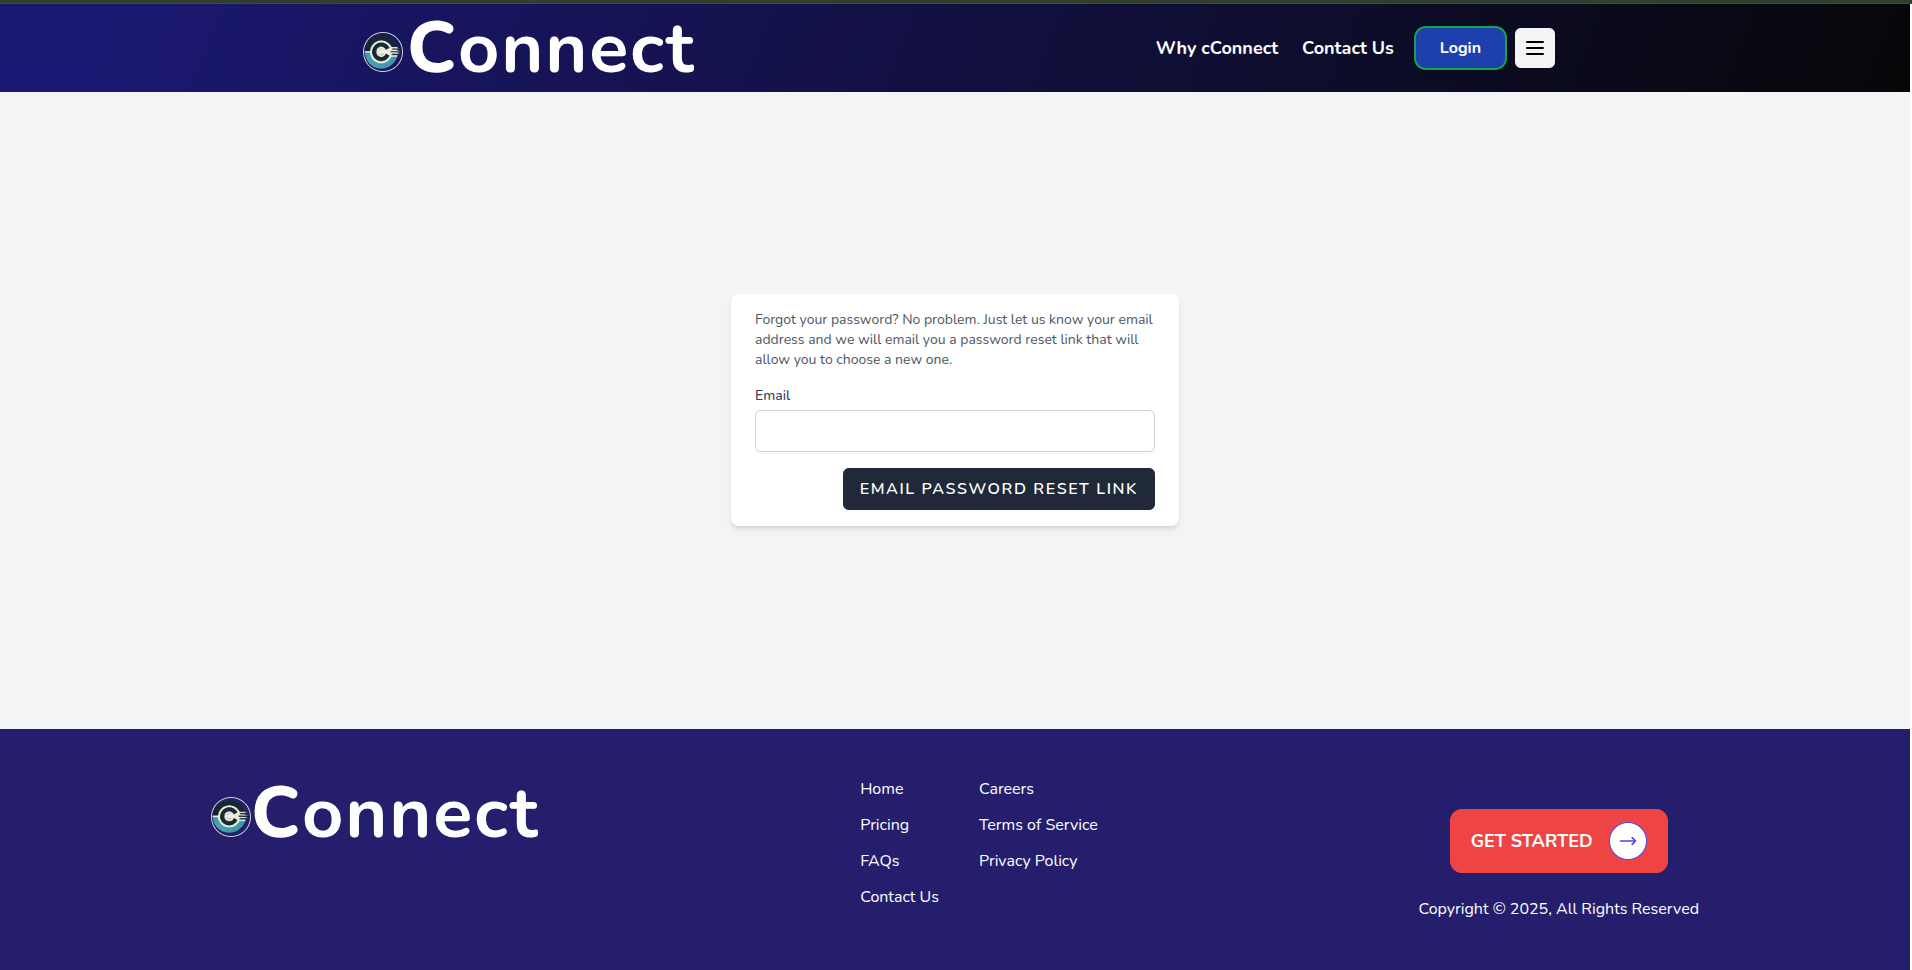 Connect
Why cConnect
Contact Us
Login
Forgot your password? No problem. Just let us know your email
address and we will email you a password reset link that will
allow you to choose a new one.
Email
EMAIL PASSWORD RESET LINK
Connect
Home
Pricing
FAQs
Contact Us
Careers
Terms of Service
Privacy Policy
GET STARTED
Copyright © 2025, All Rights Reserved